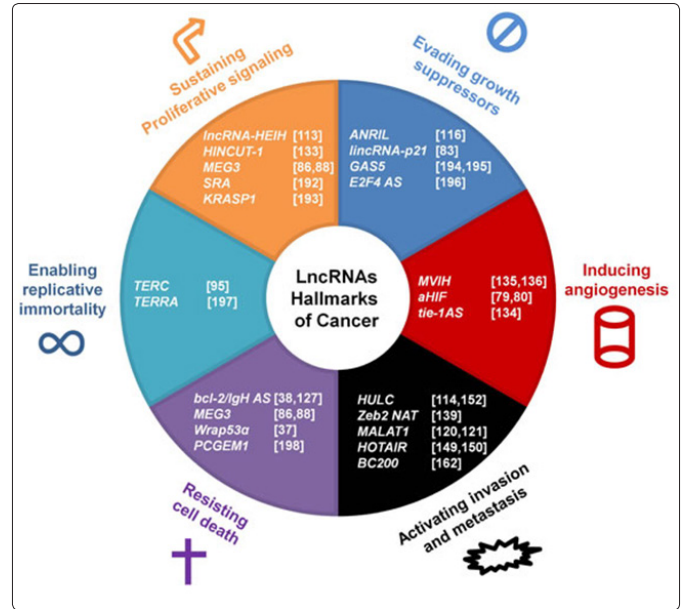 Sustaining
Proliferative signaling
lncRNA-HEIH [113]
HINCUT-1 [133]
MEG3 [86,88]
SRA [192]
KRASP1 [193]
Evading growth
suppressors
ANRIL [116]
lincRNA-p21 [83]
GAS5 [194,195]
E2F4 AS [196]
Enabling
replicative
immortality
TERC [95]
TERRA [197]
LncRNAs
Hallmarks
of Cancer
MVIH [135,136]
aHIF [79,80]
tie-1AS [134]
Inducing
angiogenesis
bcl-2/IgH AS [38,127]
MEG3 [86,88]
Wrap53α [37]
PCGEM1 [198]
Resisting
cell death
HULC [114,152]
Zeb2 NAT [139]
MALAT1 [120,121]
HOTAIR [149,150]
BC200 [162]
Activating invasion
and metastasis